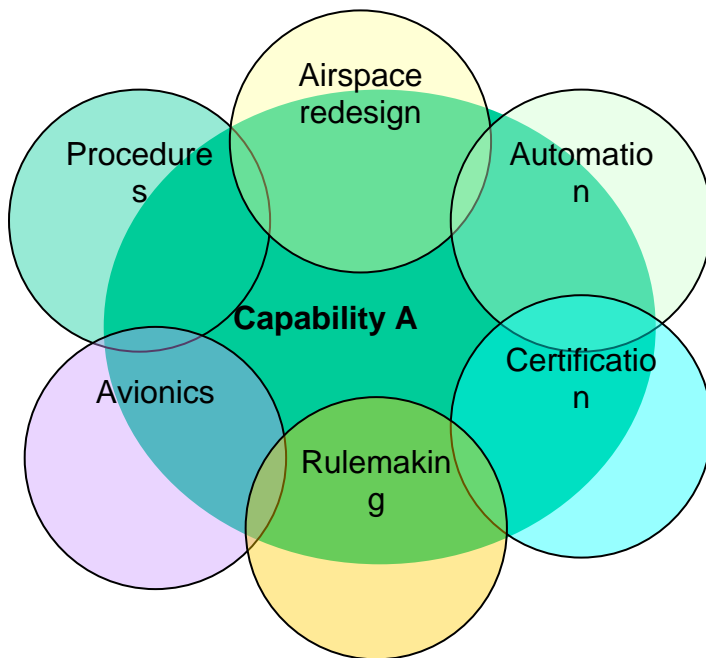 Airspace
redesign
Procedure
s
Automatio
n
Capability A
Avionics
Certificatio
n
Rulemakin
g